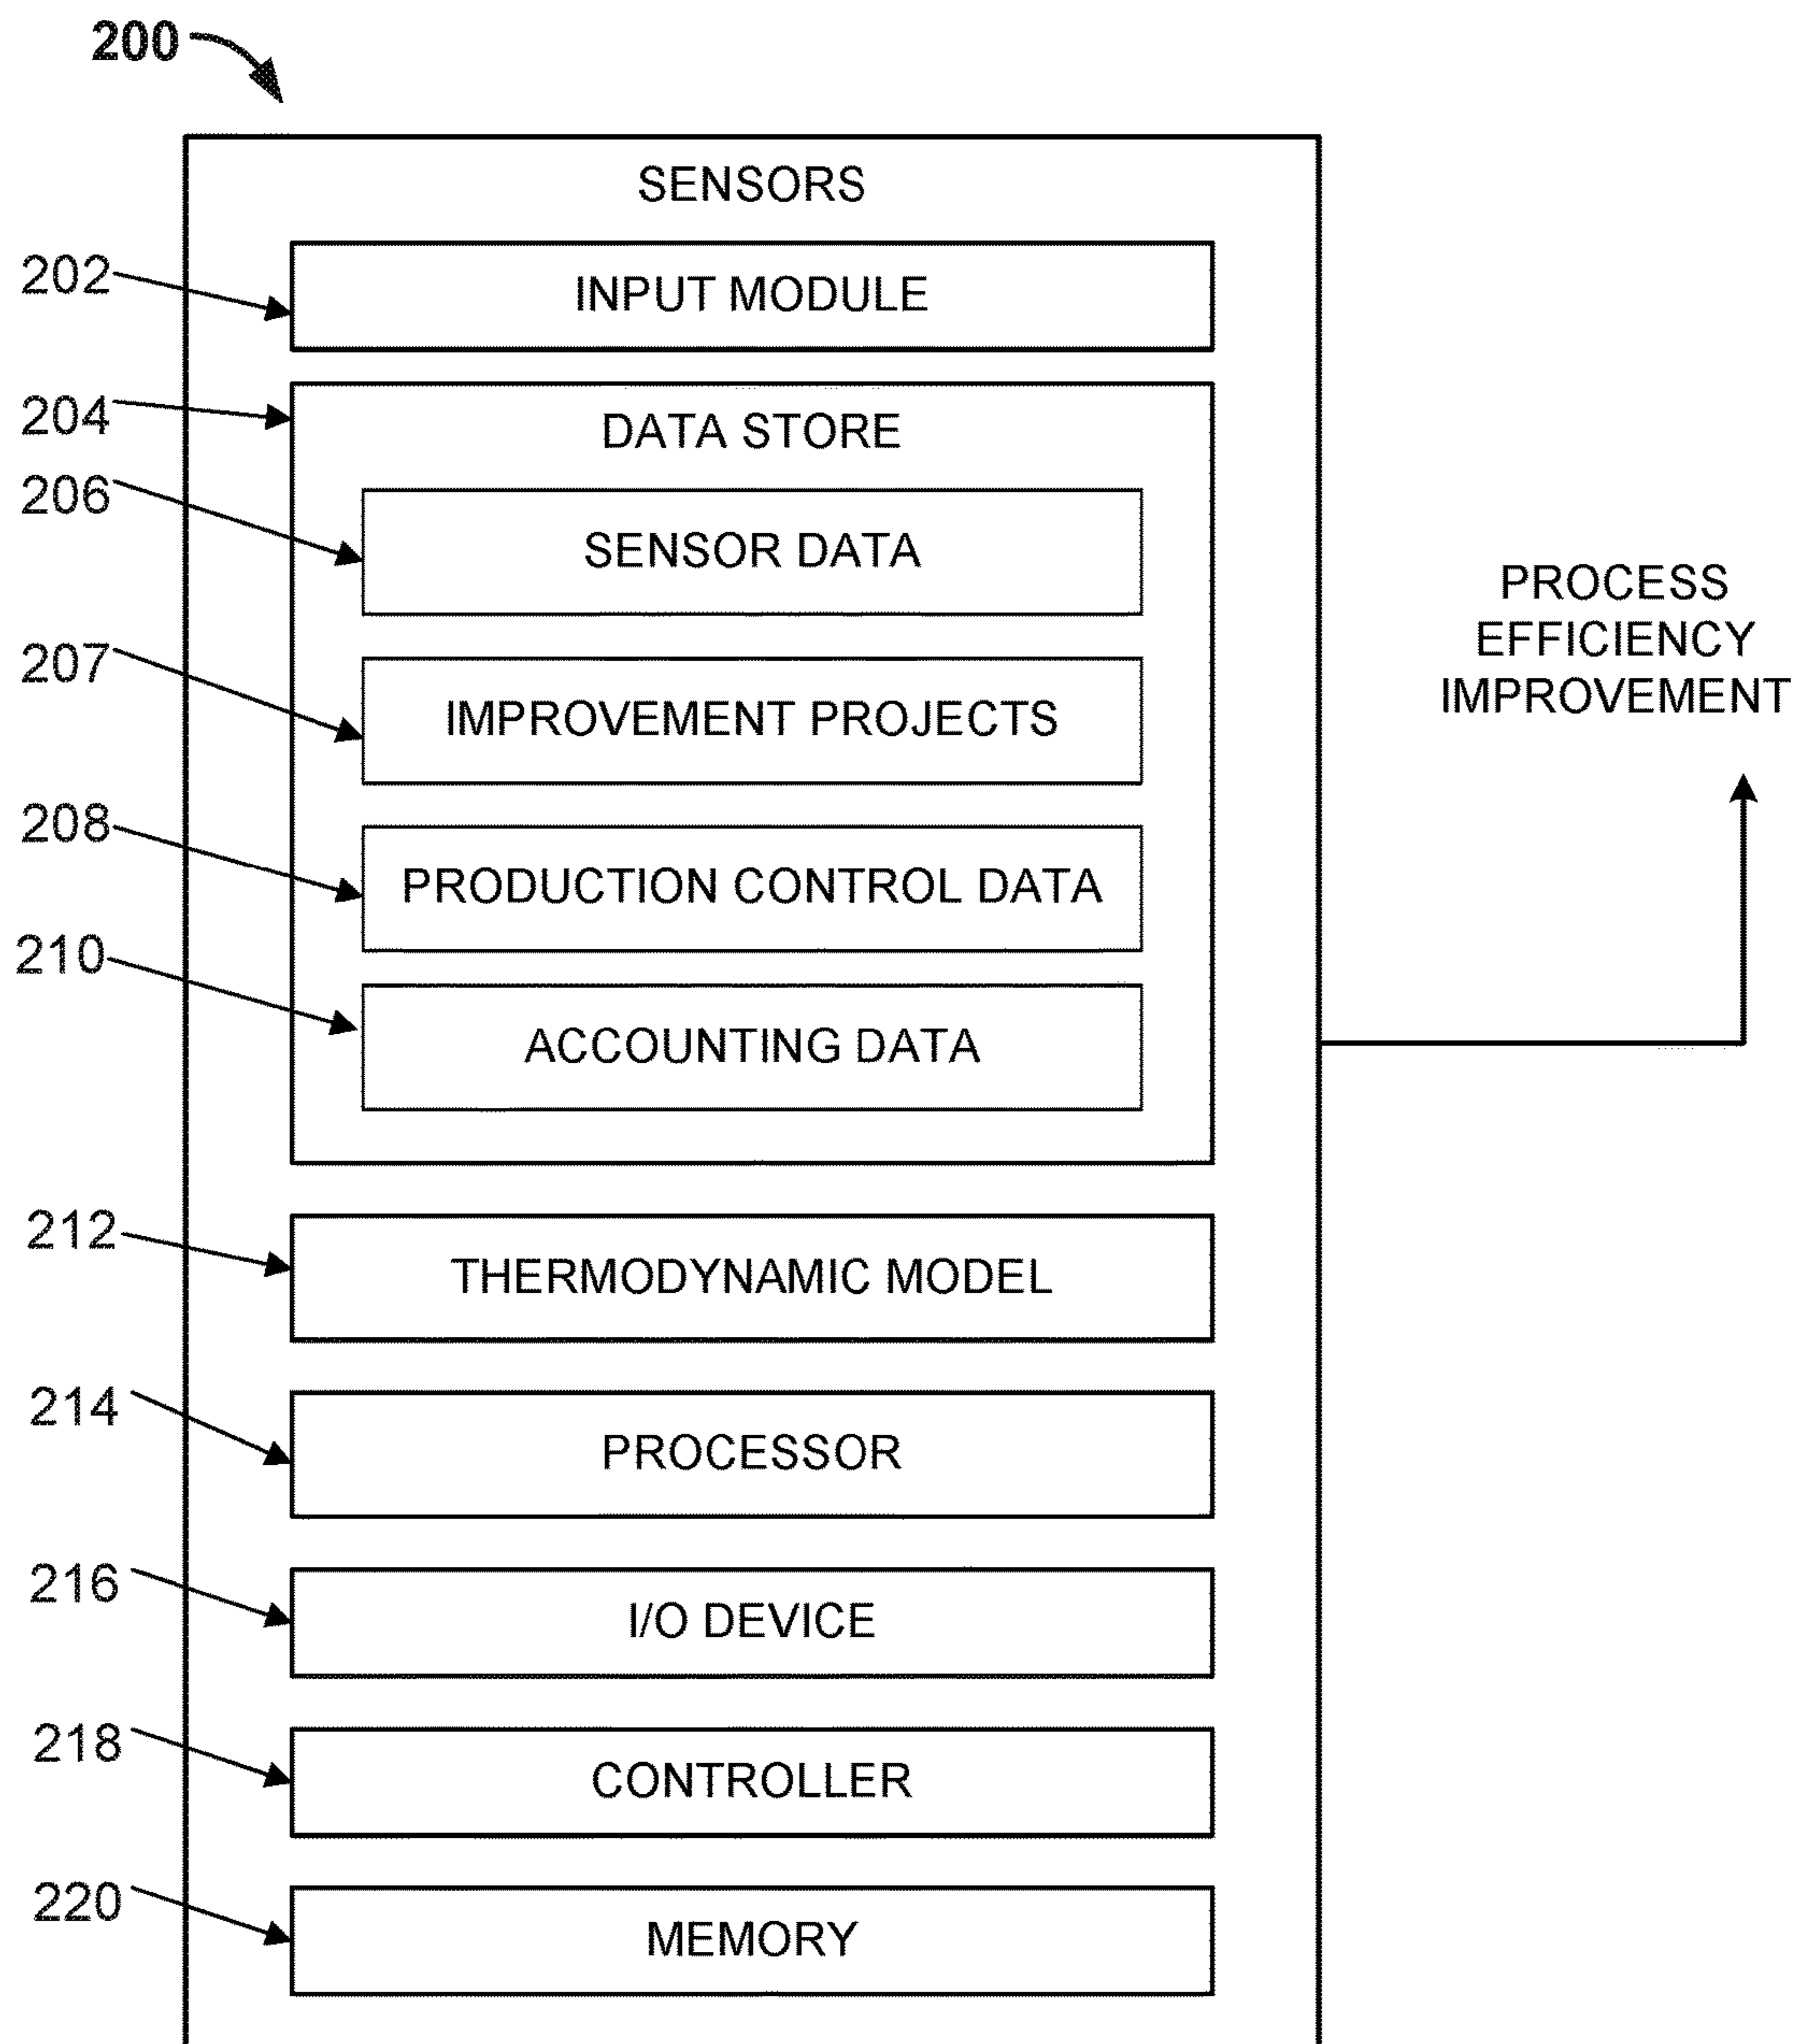 200
SENSORS
202
INPUT MODULE
204
DATA STORE
206
SENSOR DATA
PROCESS
EFFICIENCY
IMPROVEMENT
207
IMPROVEMENT PROJECTS
208
PRODUCTION CONTROL DATA
210
ACCOUNTING DATA
212
THERMODYNAMIC MODEL
214
PROCESSOR
216
I/O DEVICE
218
CONTROLLER
220
MEMORY